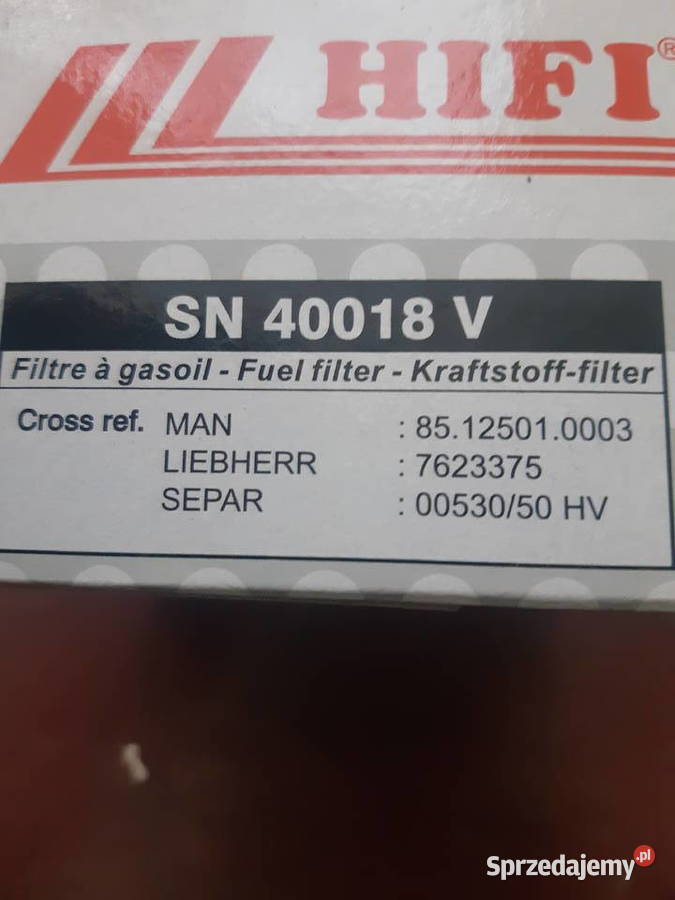 HIFI®
SN 40018 V
Filtre à gasoil - Fuel filter - Kraftstoff-filter
Cross ref. MAN : 85.12501.0003
LIEBHERR : 7623375
SEPAR : 00530/50 HV
Sprzedajemy.pl